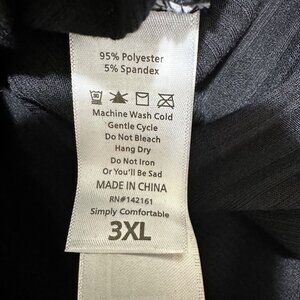 95% Polyester
5% Spandex
Machine Wash Cold
Gentle Cycle
Do Not Bleach
Hang Dry
Do Not Iron
Or You'll Be Sad
MADE IN CHINA
RN#142161
Simply Comfortable
3XL